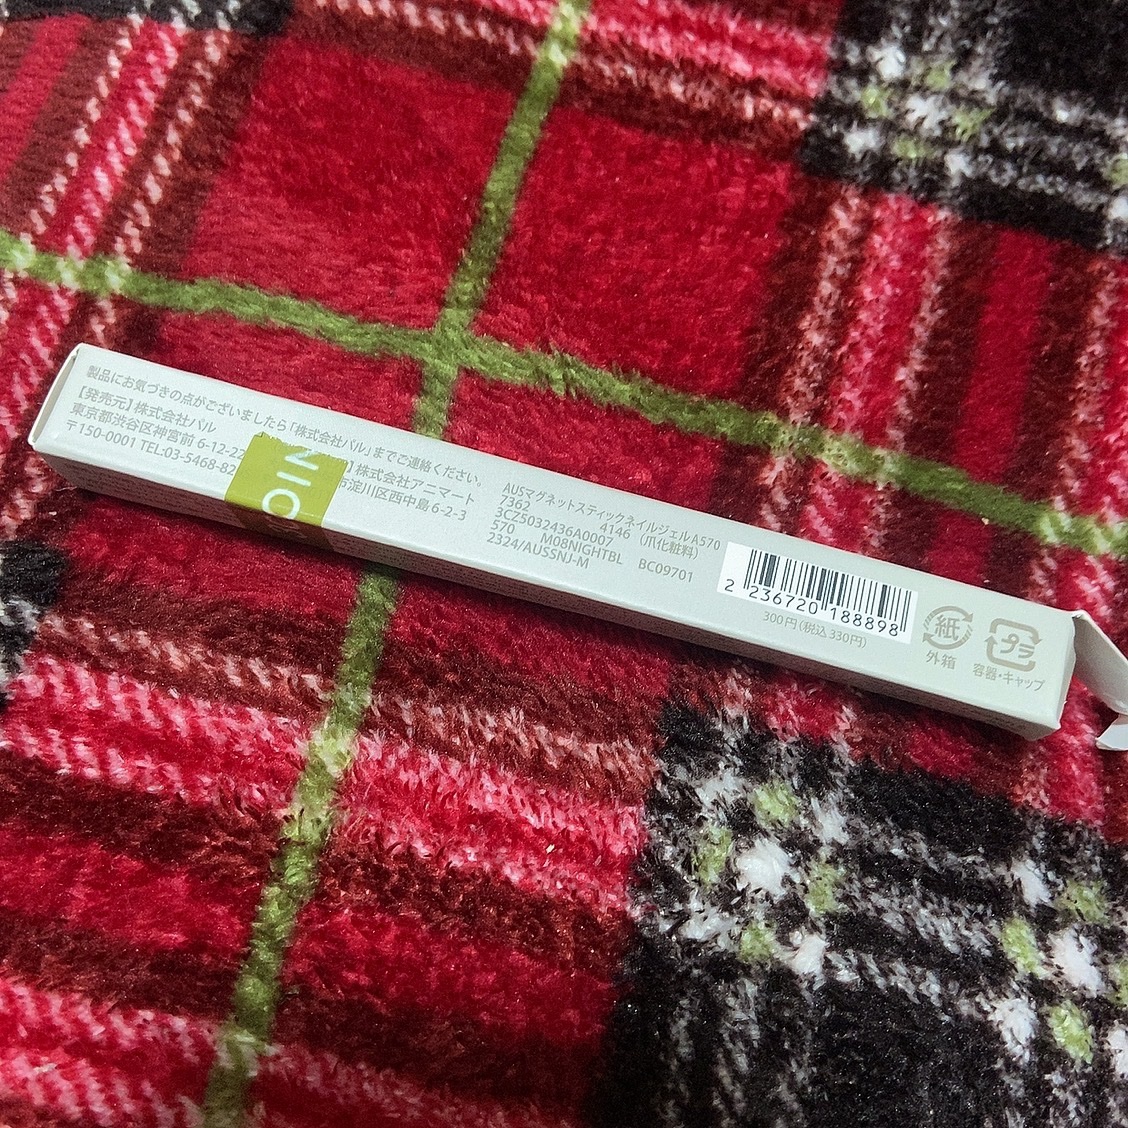 製品にお気づきの点がございましたら「株式会社パル」までご連絡ください。
【発売元】株式会社パル
東京都渋谷区神宮前 6-12-22
〒150-0001 TEL:03-5468-82
】株式会社アニマート
市淀川区西中島 6-2-3
AUSマグネットスティックネイルジェル A570
7362 4146 (爪化粧料)
3CZ5032436A0007
570 M08NIGHTBL BC09701
2324/AUSSNJ-M
2 236720 188898
300円(税込 330円)
紙
外箱
プラ
容器・キャップ